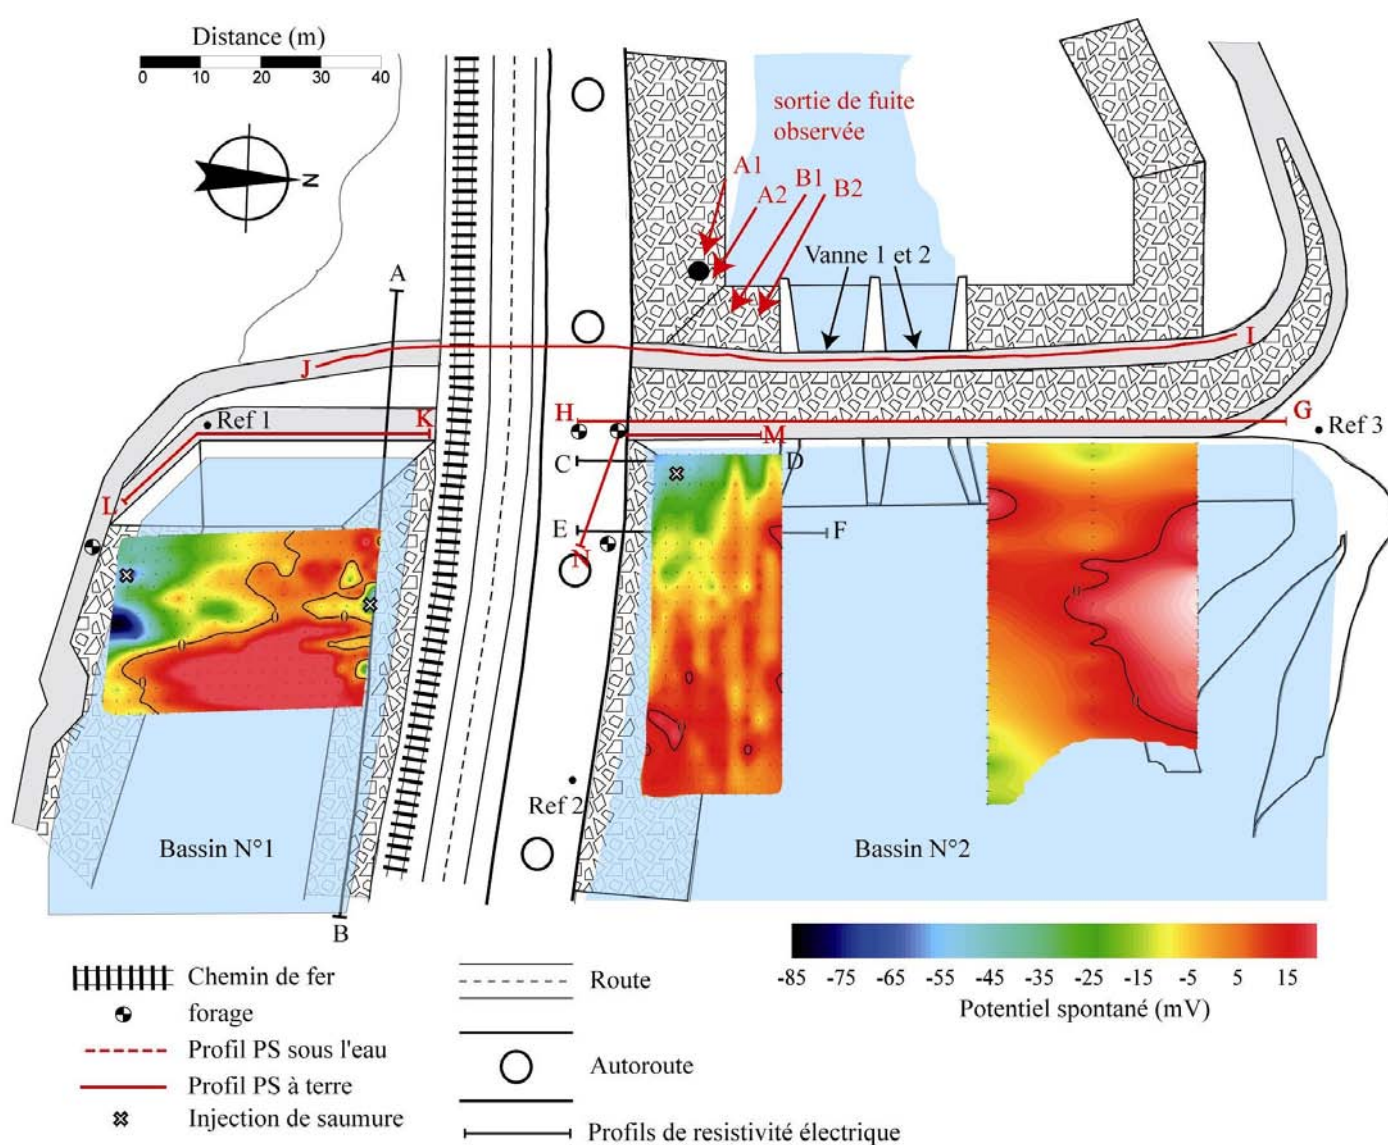 Distance (m)
0 10 20 30 40
N
sortie de fuite
observée
A1
A2
B1
B2
Vanne 1 et 2
A
J
I
Ref 1
K
H
G
Ref 3
M
C
D
L
E
F
N
0
0
0
0
0
0
0
0
Ref 2
Bassin N°1
Bassin N°2
B
-85 -75 -65 -55 -45 -35 -25 -15 -5 5 15
Potentiel spontané (mV)
Chemin de fer
forage
Profil PS sous l'eau
Profil PS à terre
Injection de saumure
Route
Autoroute
Profils de resistivité électrique